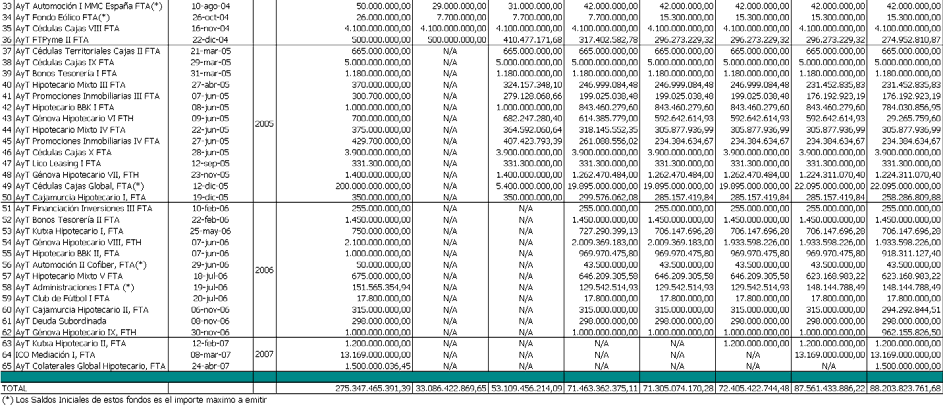 33 AyT Automoción I MMC España FTA(*) 10-ago-04 50.000.000,00 29.000.000,00 31.000.000,00 42.000.000,00 42.000.000,00 42.000.000,00 42.000.000,00
34 AyT Fondo Eólico FTA(*) 26-oct-04 26.000.000,00 7.700.000,00 7.700.000,00 7.700.000,00 15.300.000,00 15.300.000,00 15.300.000,00
35 AyT Cédulas Cajas VIII FTA 16-nov-04 4.100.000.000,00 4.100.000.000,00 4.100.000.000,00 4.100.000.000,00 4.100.000.000,00 4.100.000.000,00 4.100.000.000,00
36 AyT FTPyme II FTA 22-dic-04 500.000.000,00 500.000.000,00 410.477.171,68 317.402.582,78 296.273.229,32 296.273.229,32 274.952.810,87
37 AyT Cédulas Territoriales Cajas II FTA 21-mar-05 665.000.000,00 N/A 665.000.000,00 665.000.000,00 665.000.000,00 665.000.000,00 665.000.000,00
38 AyT Cédulas Cajas IX FTA 29-mar-05 5.000.000.000,00 N/A 5.000.000.000,00 5.000.000.000,00 5.000.000.000,00 5.000.000.000,00 5.000.000.000,00
39 AyT Bonos Tesorería I FTA 31-mar-05 1.180.000.000,00 N/A 1.180.000.000,00 1.180.000.000,00 1.180.000.000,00 1.180.000.000,00 1.180.000.000,00
40 AyT Hipotecario Mixto III FTA 27-abr-05 370.000.000,00 N/A 324.157.348,10 246.999.084,48 246.999.084,48 231.452.835,83 231.452.835,83
41 AyT Promociones Inmobiliarias III FTA 07-jun-05 300.700.000,00 N/A 279.128.068,66 199.025.038,48 199.025.038,48 176.192.923,19 176.192.923,19
42 AyT Hipotecario BBK I FTA 08-jun-05 1.000.000.000,00 N/A 1.000.000.000,00 843.460.279,60 843.460.279,60 843.460.279,60 784.030.856,95
43 AyT Génova Hipotecario VI FTH 09-jun-05 700.000.000,00 N/A 682.247.280,40 614.385.779,00 592.642.614,93 592.642.614,93 29.265.759,60
2005
44 AyT Hipotecario Mixto IV FTA 22-jun-05 375.000.000,00 N/A 364.592.060,64 318.145.552,35 305.877.936,99 305.877.936,99 305.877.936,99
45 AyT Promociones Inmobiliarias IV FTA 27-jun-05 429.700.000,00 N/A 407.423.793,39 261.088.556,02 234.384.634,67 234.384.634,67 234.384.634,67
46 AyT Cédulas Cajas X FTA 28-jun-05 3.900.000.000,00 N/A 3.900.000.000,00 3.900.000.000,00 3.900.000.000,00 3.900.000.000,00 3.900.000.000,00
47 AyT Lico Leasing I FTA 12-sep-05 331.300.000,00 N/A 331.300.000,00 331.300.000,00 331.300.000,00 331.300.000,00 331.300.000,00
48 AyT Génova Hipotecario VII, FTH 23-nov-05 1.400.000.000,00 N/A 1.400.000.000,00 1.262.470.484,00 1.262.470.484,00 1.224.311.070,40 1.224.311.070,40
49 AyT Cédulas Cajas Global, FTA(*) 12-dic-05 200.000.000.000,00 N/A 5.400.000.000,00 19.895.000.000,00 19.895.000.000,00 22.095.000.000,00 22.095.000.000,00
50 AyT Cajamurcia Hipotecario I, FTA 19-dic-05 350.000.000,00 N/A 350.000.000,00 299.576.062,08 285.157.419,84 285.157.419,84 258.286.809,88
51 AyT Financiación Inversiones III FTA 10-feb-06 255.000.000,00 N/A N/A 255.000.000,00 255.000.000,00 255.000.000,00 255.000.000,00
52 AyT Bonos Tesorería II FTA 22-feb-06 1.450.000.000,00 N/A N/A 1.450.000.000,00 1.450.000.000,00 1.450.000.000,00 1.450.000.000,00
53 AyT Kutxa Hipotecario I, FTA 25-may-06 750.000.000,00 N/A N/A 727.290.399,13 706.147.696,28 706.147.696,28 706.147.696,28
54 AyT Génova Hipotecario VIII, FTH 07-jun-06 2.100.000.000,00 N/A N/A 2.009.369.183,00 2.009.369.183,00 1.933.598.226,00 1.933.598.226,00
55 AyT Hipotecario BBK II, FTA 07-jun-06 1.000.000.000,00 N/A N/A 969.970.475,80 969.970.475,80 969.970.475,80 918.311.127,40
56 AyT Automoción II Cofiber, FTA(*) 29-jun-06 50.000.000,00 N/A N/A 43.500.000,00 43.500.000,00 43.500.000,00 43.500.000,00
2006
57 AyT Hipotecario Mixto V FTA 18-jul-06 675.000.000,00 N/A N/A 646.209.305,58 646.209.305,58 623.168.983,22 623.168.983,22
58 AyT Administraciones I FTA (*) 19-jul-06 151.565.354,94 N/A N/A 129.542.514,93 129.542.514,93 148.144.788,49 148.144.788,49
59 AyT Club de Fútbol I FTA 20-jul-06 17.800.000,00 N/A N/A 17.800.000,00 17.800.000,00 17.800.000,00 17.800.000,00
60 AyT Cajamurcia Hipotecario II, FTA 06-nov-06 315.000.000,00 N/A N/A 315.000.000,00 315.000.000,00 315.000.000,00 294.292.844,51
61 AyT Deuda Subordinada 08-nov-06 298.000.000,00 N/A N/A 298.000.000,00 298.000.000,00 298.000.000,00 298.000.000,00
62 AyT Génova Hipotecario IX, FTH 30-nov-06 1.000.000.000,00 N/A N/A 1.000.000.000,00 1.000.000.000,00 1.000.000.000,00 962.155.826,50
63 AyT Kutxa Hipotecario II, FTA 12-feb-07 1.200.000.000,00 N/A N/A N/A 1.200.000.000,00 1.200.000.000,00 1.200.000.000,00
64 ICO Mediación I, FTA 08-mar-07 2007 13.169.000.000,00 N/A N/A N/A N/A 13.169.000.000,00 13.169.000.000,00
65 AyT Colaterales Global Hipotecario, FTA 24-abr-07 1.500.000.036,45 N/A N/A N/A N/A N/A 1.500.000.000,00
TOTAL 275.347.465.391,39 33.086.422.869,65 53.109.456.214,09 71.463.362.375,11 71.305.074.170,28 72.405.422.744,48 87.561.433.886,22 88.203.823.761,68
(*) Los Saldos Iniciales de estos fondos es el importe maximo a emitir